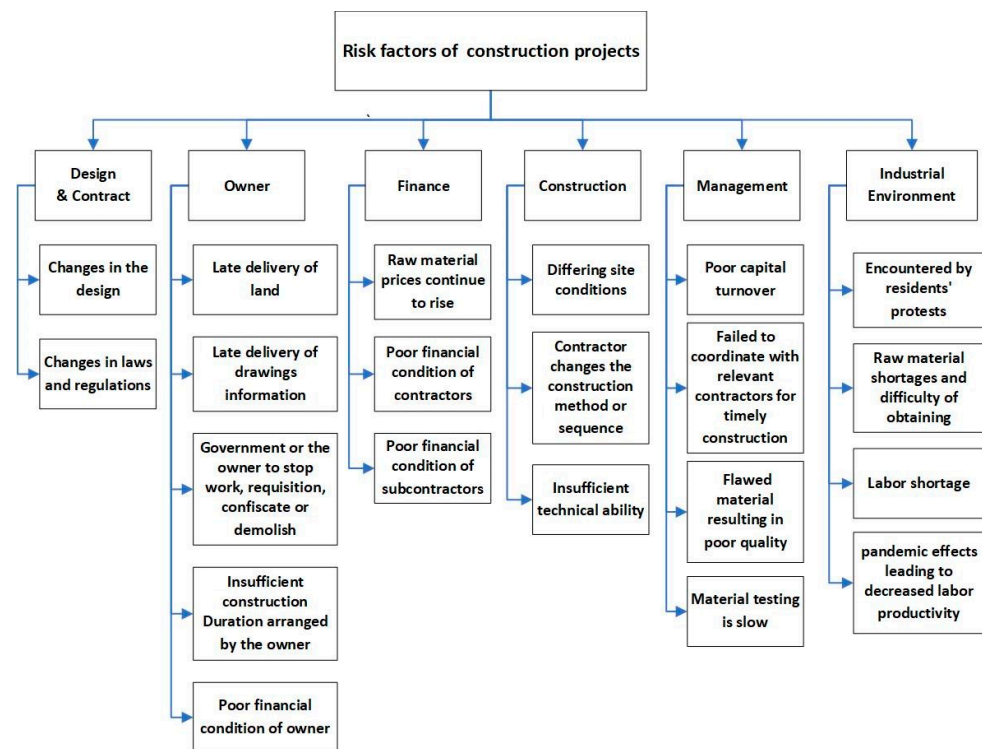 Risk factors of construction projects
Design
& Contract
Owner
Finance
Construction
Management
Industrial
Environment
Changes in the
design
Changes in laws
and regulations
Late delivery of
land
Late delivery of
drawings
information
Government or the
owner to stop
work, requisition,
confiscate or
demolish
Insufficient
construction
Duration arranged
by the owner
Poor financial
condition of owner
Raw material
prices continue
to rise
Poor financial
condition of
contractors
Poor financial
condition of
subcontractors
Differing site
conditions
Contractor
changes the
construction
method or
sequence
Insufficient
technical ability
Poor capital
turnover
Failed to
coordinate with
relevant
contractors for
timely
construction
Flawed
material
resulting in
poor quality
Material testing
is slow
Encountered by
residents'
protests
Raw material
shortages and
difficulty of
obtaining
Labor shortage
pandemic effects
leading to
decreased labor
productivity